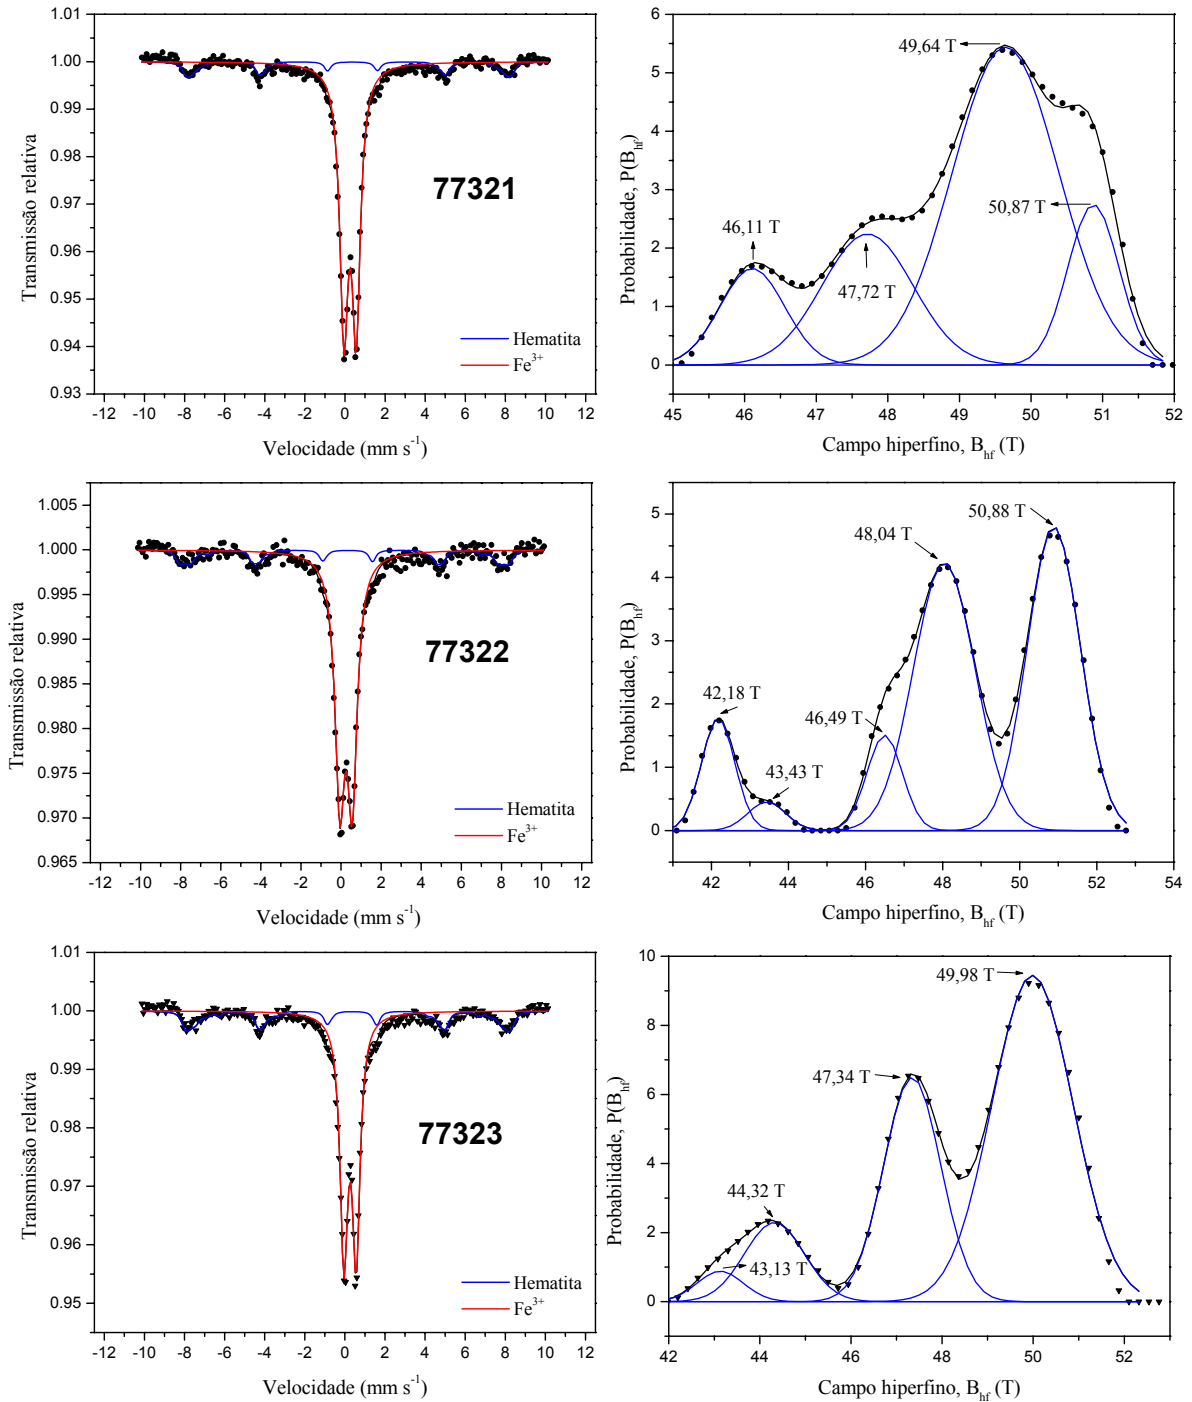 1.00
0.99
0.98
0.97
0.96
0.95
0.94
0.93
Transmissão relativa
77321
Hematita
Fe³⁺
-12 -10 -8 -6 -4 -2 0 2 4 6 8 10 12
Velocidade (mm s⁻¹)
6
5
4
3
2
1
0
Probabilidade, P(B_hf)
49,64 T
50,87 T
46,11 T
47,72 T
45 46 47 48 49 50 51 52
Campo hiperfino, B_hf (T)
1.005
1.000
0.995
0.990
0.985
0.980
0.975
0.970
0.965
Transmissão relativa
77322
Hematita
Fe³⁺
-12 -10 -8 -6 -4 -2 0 2 4 6 8 10 12
Velocidade (mm s⁻¹)
5
4
3
2
1
0
Probabilidade, P(B_hf)
50,88 T
48,04 T
42,18 T
46,49 T
43,43 T
42 44 46 48 50 52 54
Campo hiperfino, B_hf (T)
1.01
1.00
0.99
0.98
0.97
0.96
0.95
Transmissão relativa
77323
Hematita
Fe³⁺
-12 -10 -8 -6 -4 -2 0 2 4 6 8 10 12
Velocidade (mm s⁻¹)
10
8
6
4
2
0
Probabilidade, P(B_hf)
49,98 T
47,34 T
44,32 T
43,13 T
42 44 46 48 50 52
Campo hiperfino, B_hf (T)